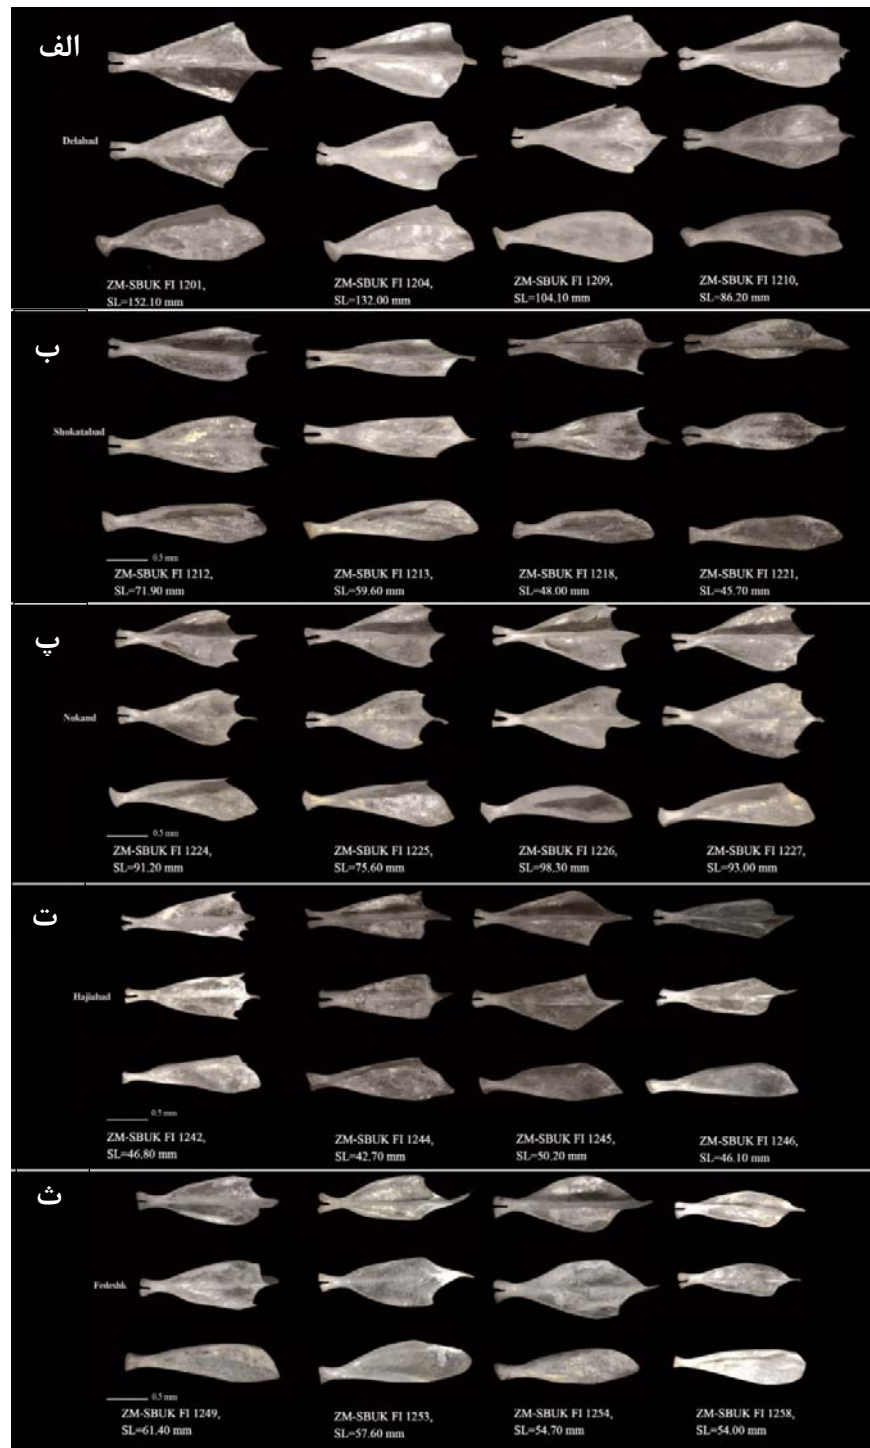 الف
Delabad
ZM-SBUK FI 1201,
SL=152.10 mm
ZM-SBUK FI 1204,
SL=132.00 mm
ZM-SBUK FI 1209,
SL=104.10 mm
ZM-SBUK FI 1210,
SL=86.20 mm
ب
Shokatabad
0.5 mm
ZM-SBUK FI 1212,
SL=71.90 mm
ZM-SBUK FI 1213,
SL=59.60 mm
ZM-SBUK FI 1218,
SL=48.00 mm
ZM-SBUK FI 1221,
SL=45.70 mm
پ
Nokand
0.5 mm
ZM-SBUK FI 1224,
SL=91.20 mm
ZM-SBUK FI 1225,
SL=75.60 mm
ZM-SBUK FI 1226,
SL=98.30 mm
ZM-SBUK FI 1227,
SL=93.00 mm
ت
Hajiabad
0.5 mm
ZM-SBUK FI 1242,
SL=46.80 mm
ZM-SBUK FI 1244,
SL=42.70 mm
ZM-SBUK FI 1245,
SL=50.20 mm
ZM-SBUK FI 1246,
SL=46.10 mm
ث
Fedeshk
0.5 mm
ZM-SBUK FI 1249,
SL=61.40 mm
ZM-SBUK FI 1253,
SL=57.60 mm
ZM-SBUK FI 1254,
SL=54.70 mm
ZM-SBUK FI 1258,
SL=54.00 mm